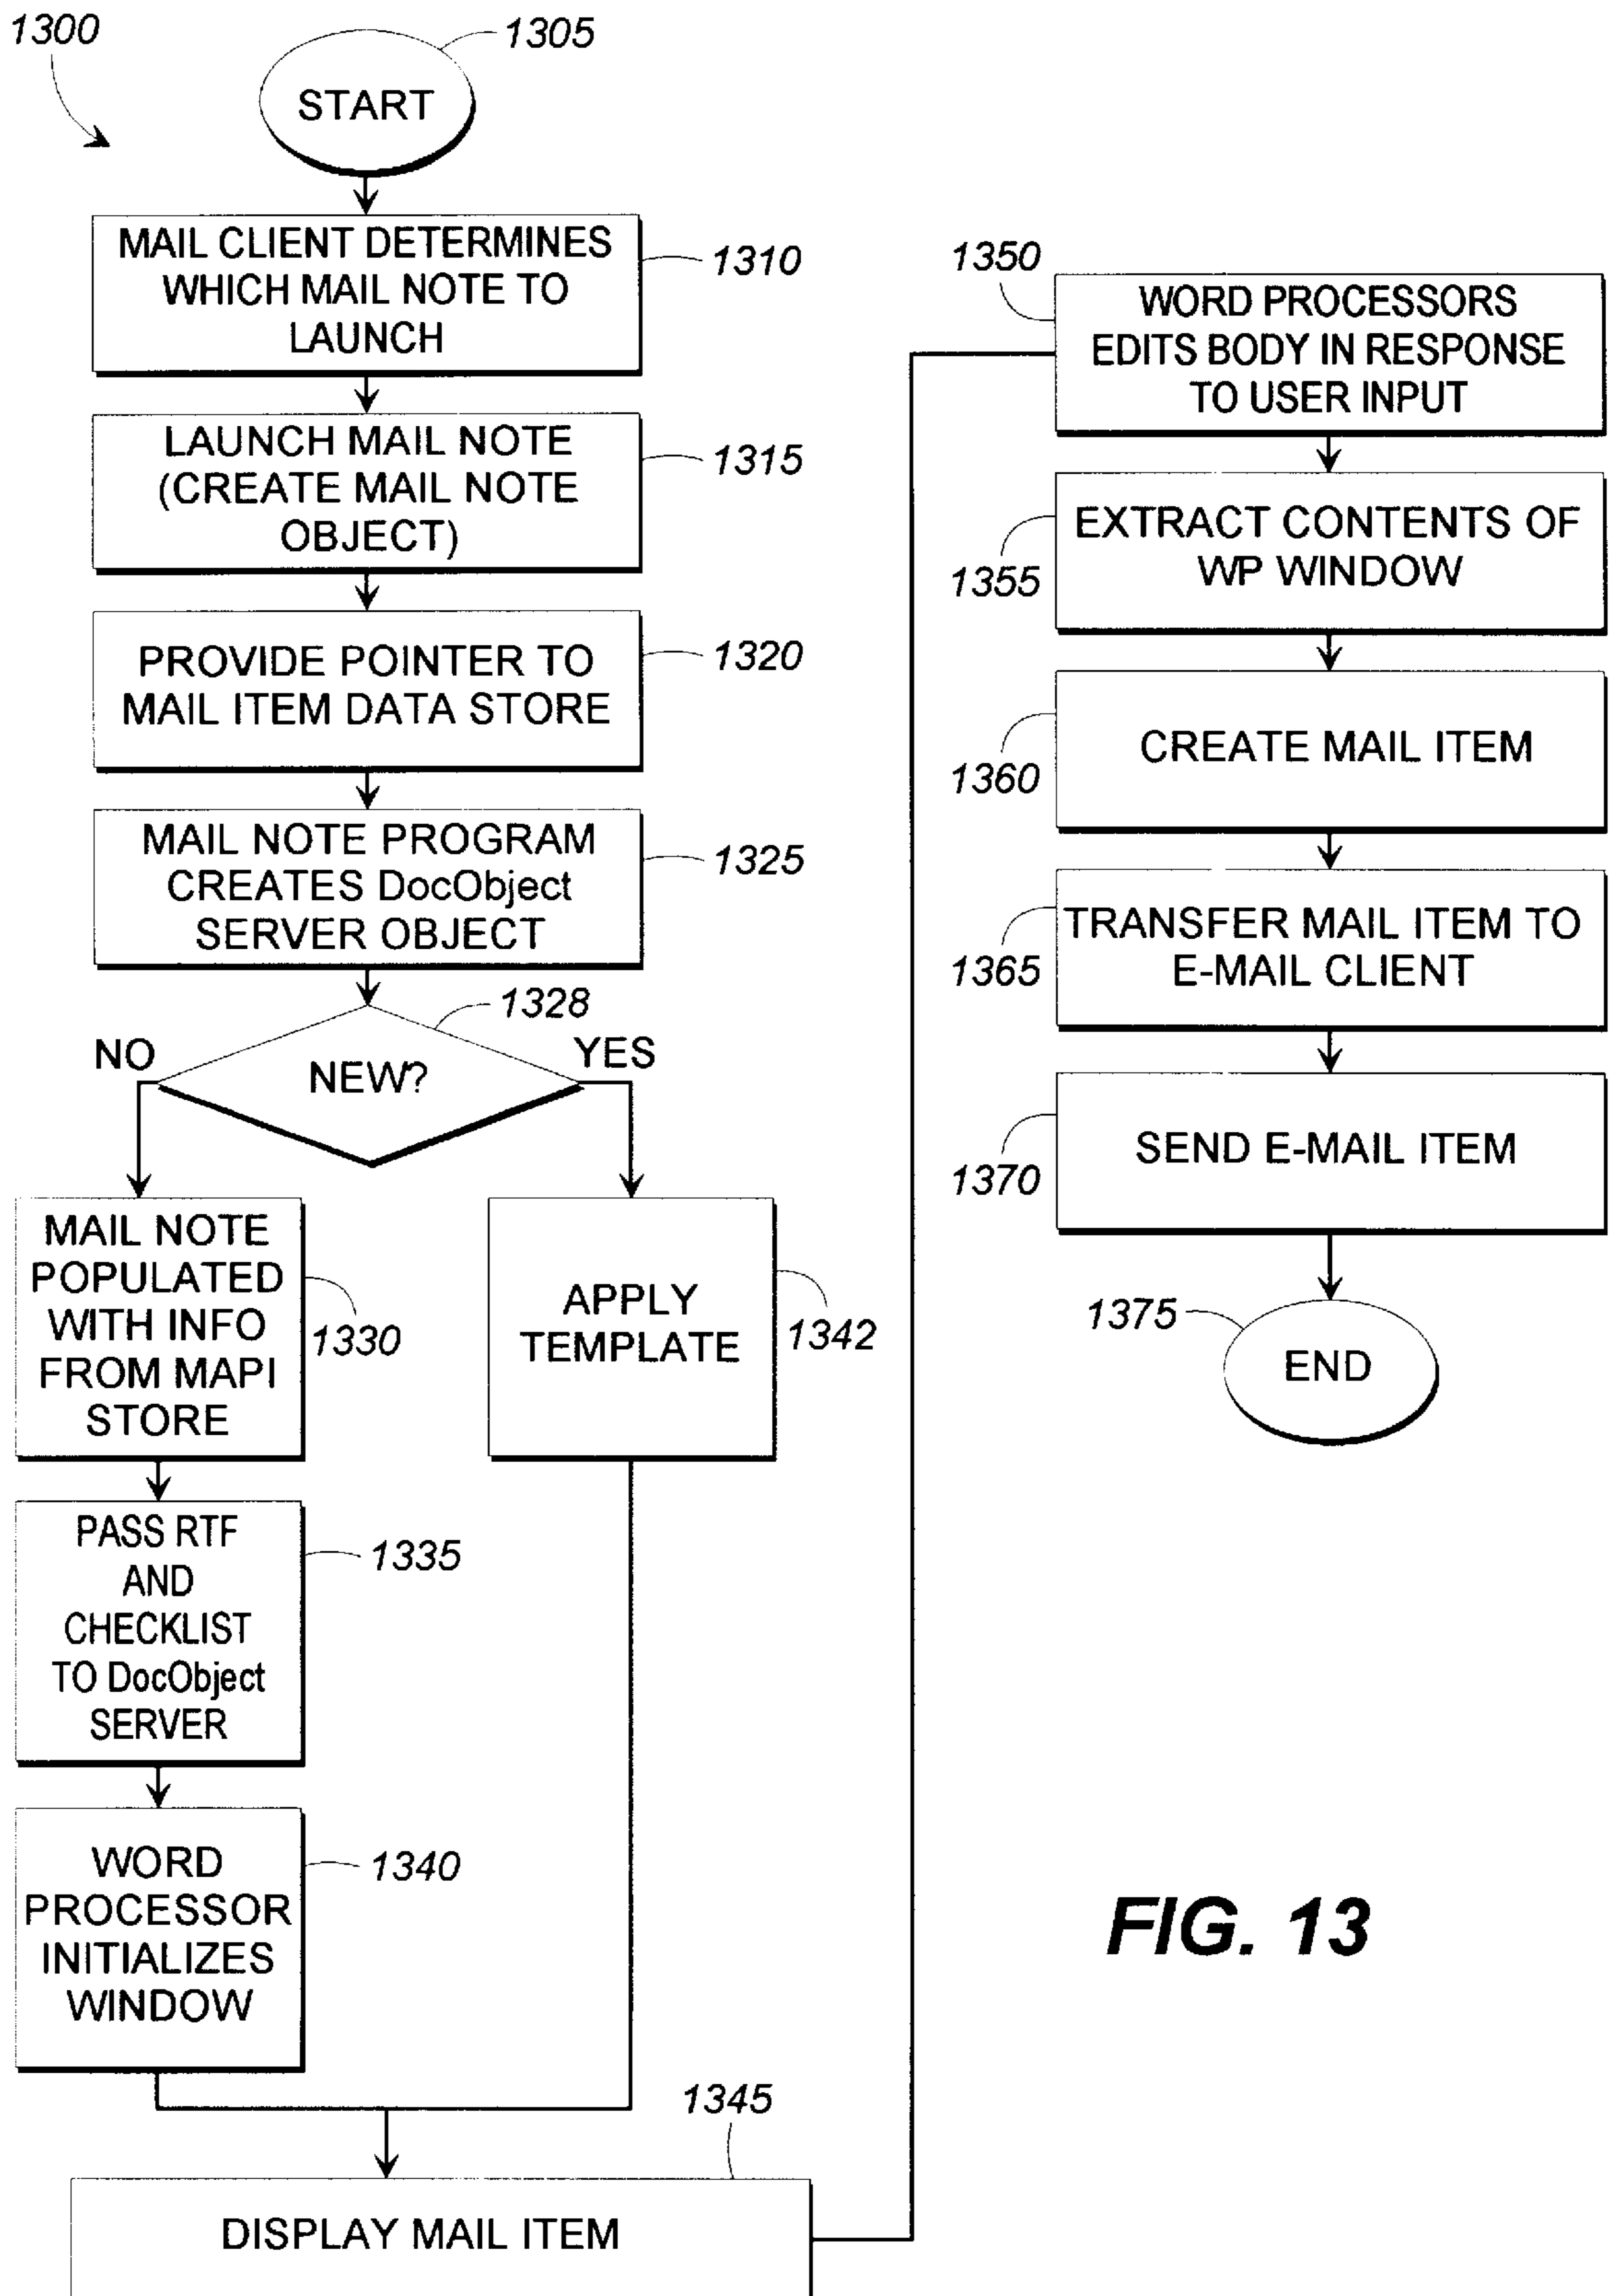 1300
1305
START
MAIL CLIENT DETERMINES
WHICH MAIL NOTE TO
LAUNCH
1310
LAUNCH MAIL NOTE
(CREATE MAIL NOTE
OBJECT)
1315
PROVIDE POINTER TO
MAIL ITEM DATA STORE
1320
MAIL NOTE PROGRAM
CREATES DocObject
SERVER OBJECT
1325
1328
NO
YES
NEW?
MAIL NOTE
POPULATED
WITH INFO
FROM MAPI
STORE
1330
APPLY
TEMPLATE
1342
PASS RTF
AND
CHECKLIST
TO DocObject
SERVER
1335
WORD
PROCESSOR
INITIALIZES
WINDOW
1340
1345
DISPLAY MAIL ITEM
1350
WORD PROCESSORS
EDITS BODY IN RESPONSE
TO USER INPUT
EXTRACT CONTENTS OF
WP WINDOW
1355
CREATE MAIL ITEM
1360
TRANSFER MAIL ITEM TO
E-MAIL CLIENT
1365
SEND E-MAIL ITEM
1370
1375
END
FIG. 13